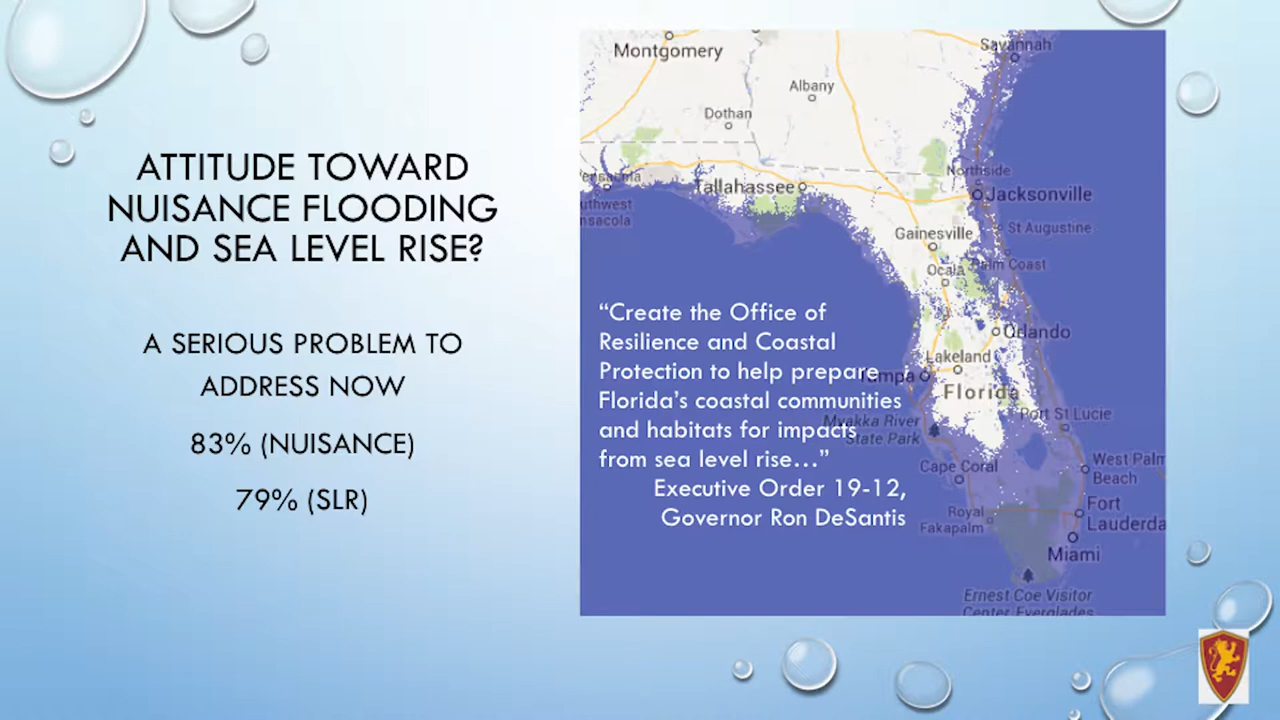 ATTITUDE TOWARD
NUISANCE FLOODING
AND SEA LEVEL RISE?
A SERIOUS PROBLEM TO
ADDRESS NOW
83% (NUISANCE)
79% (SLR)
Savannah
Montgomery
Albany
Dothan
Northside
Tallahassee
Jacksonville
St Augustine
Gainesville
Ocala
Palm Coast
Orlando
Lakeland
Tampa
Florida
Port St Lucie
Myakka River
State Park
Cape Coral
West Palm
Beach
Royal
Fakapalm
Fort
Lauderda
Miami
Ernest Coe Visitor
Center Everglades
“Create the Office of
Resilience and Coastal
Protection to help prepare
Florida’s coastal communities
and habitats for impacts
from sea level rise…”
Executive Order 19-12,
Governor Ron DeSantis